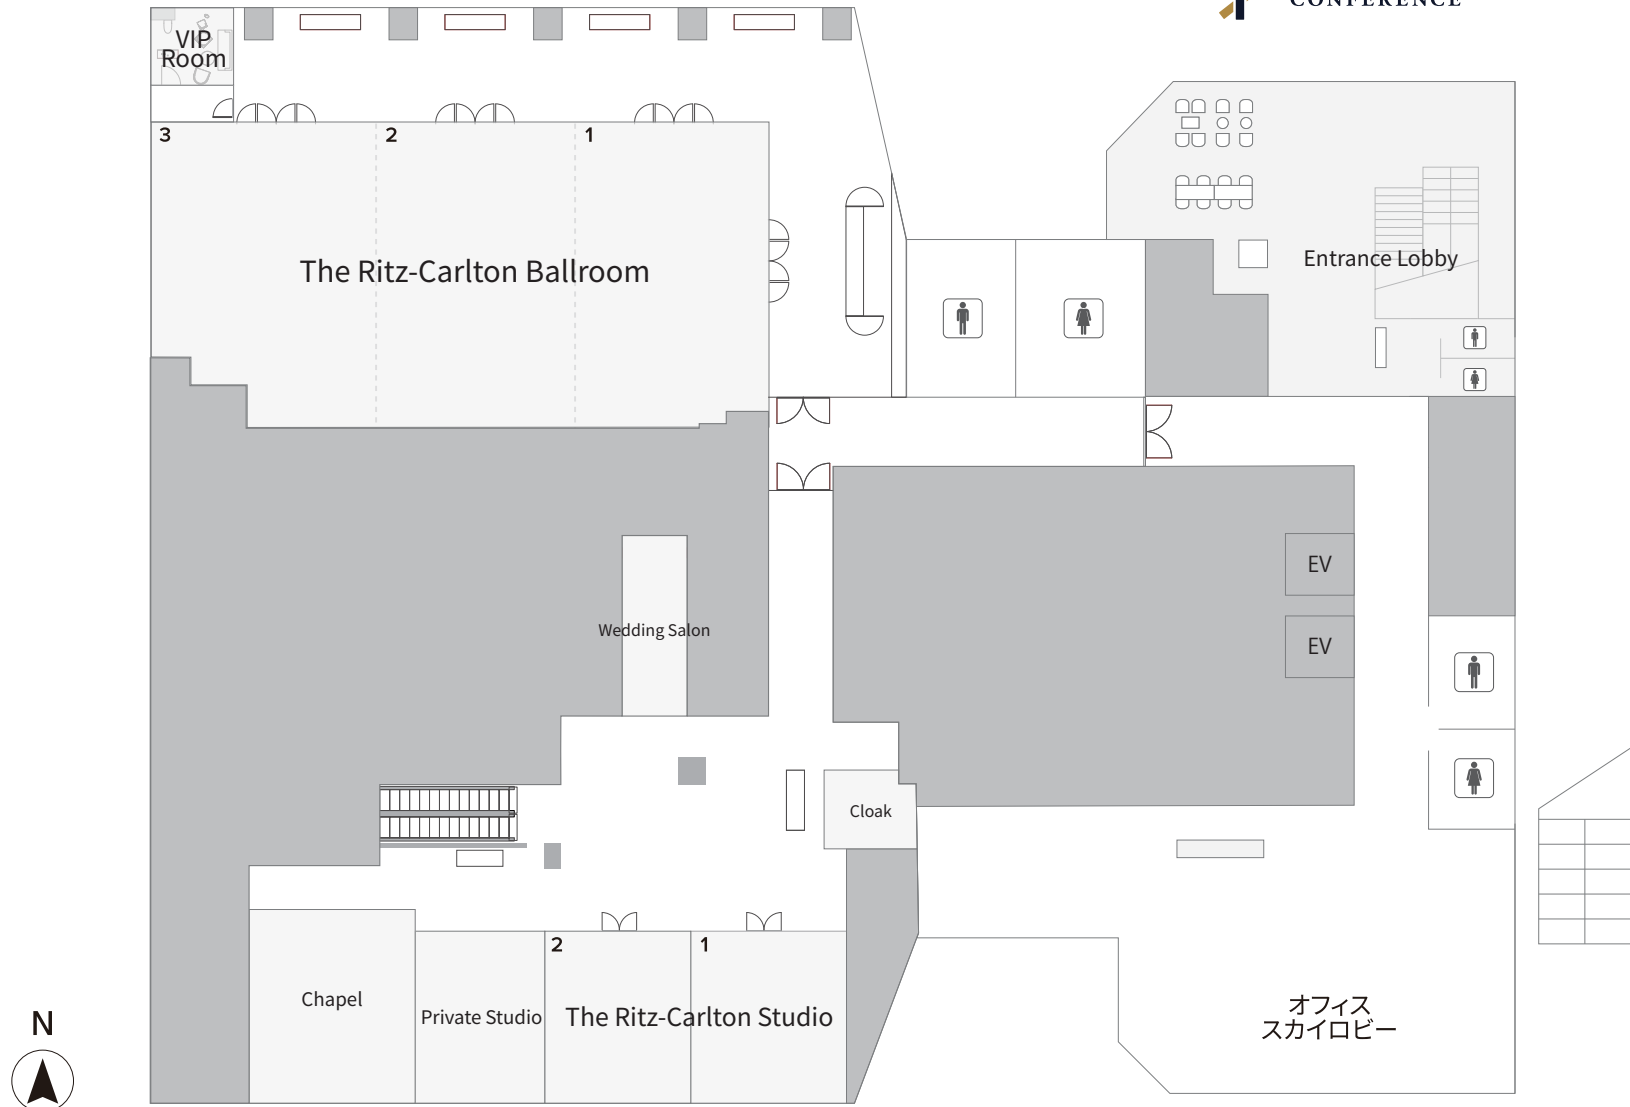 CONFERENCE
VIP
Room
3
2
1
The Ritz-Carlton Ballroom
Entrance Lobby
EV
EV
Wedding Salon
Cloak
2
1
Chapel
Private Studio
The Ritz-Carlton Studio
オフィス
スカイロビー
N